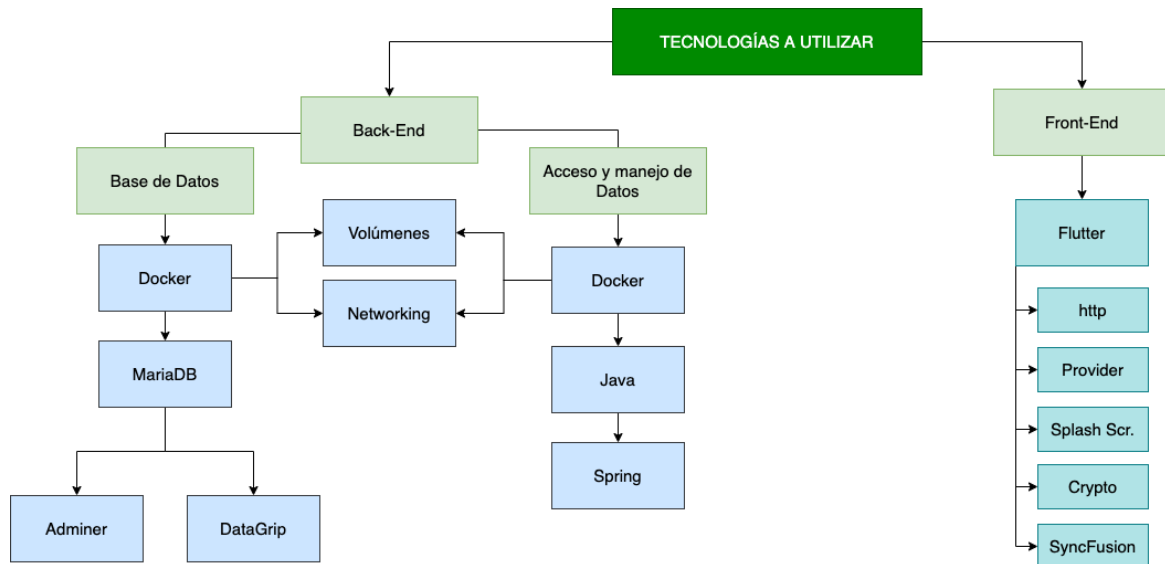 TECNOLOGÍAS A UTILIZAR
Back-End
Front-End
Base de Datos
Acceso y manejo de
Datos
Volúmenes
Flutter
Docker
Docker
Networking
http
MariaDB
Java
Provider
Splash Scr.
Spring
Crypto
Adminer
DataGrip
SyncFusion